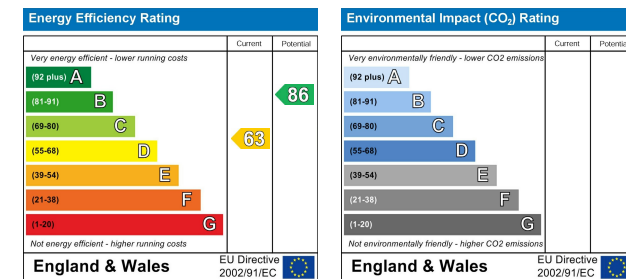 Energy Efficiency Rating
Current Potential
Very energy efficient - lower running costs
(92 plus) A
(81-91) B
86
(69-80) C
63
(55-68) D
(39-54) E
(21-38) F
(1-20) G
Not energy efficient - higher running costs
England & Wales
EU Directive
2002/91/EC
Environmental Impact (CO2) Rating
Current Potential
Very environmentally friendly - lower CO2 emissions
(92 plus) A
(81-91) B
(69-80) C
(55-68) D
(39-54) E
(21-38) F
(1-20) G
Not environmentally friendly - higher CO2 emissions
England & Wales
EU Directive
2002/91/EC